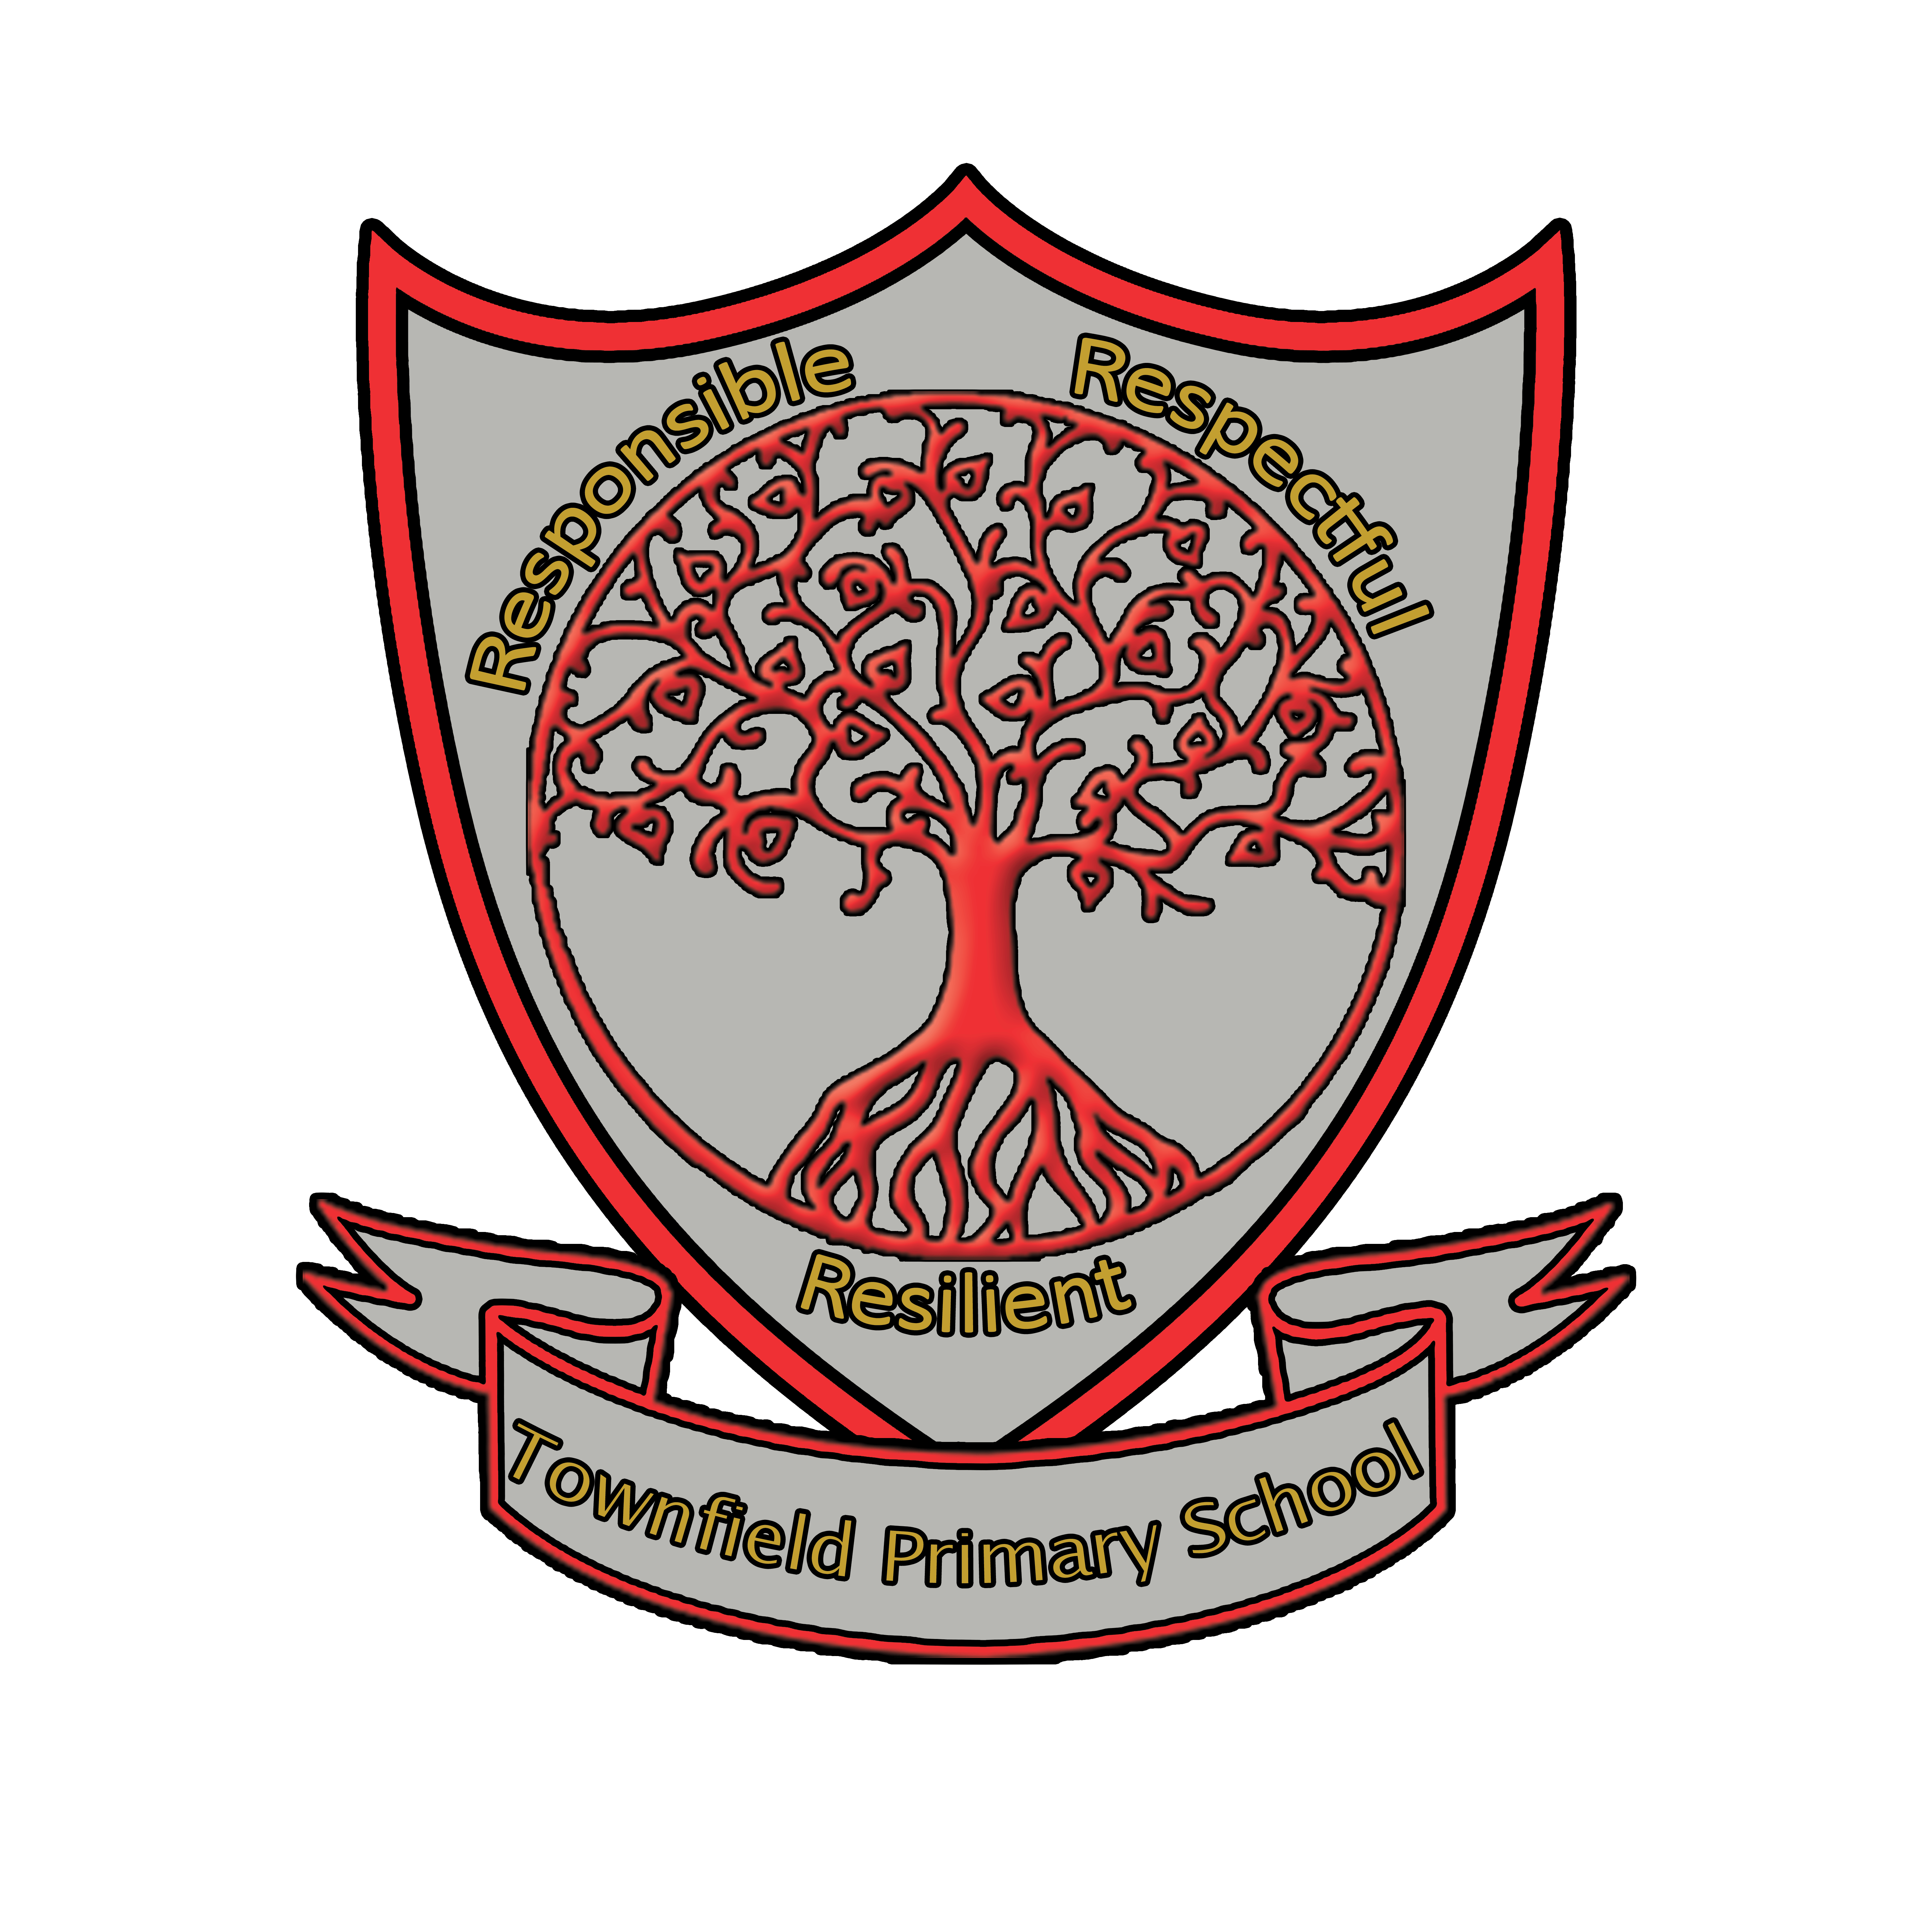 Responsible
Respectful
Resilient
Townfield Primary School